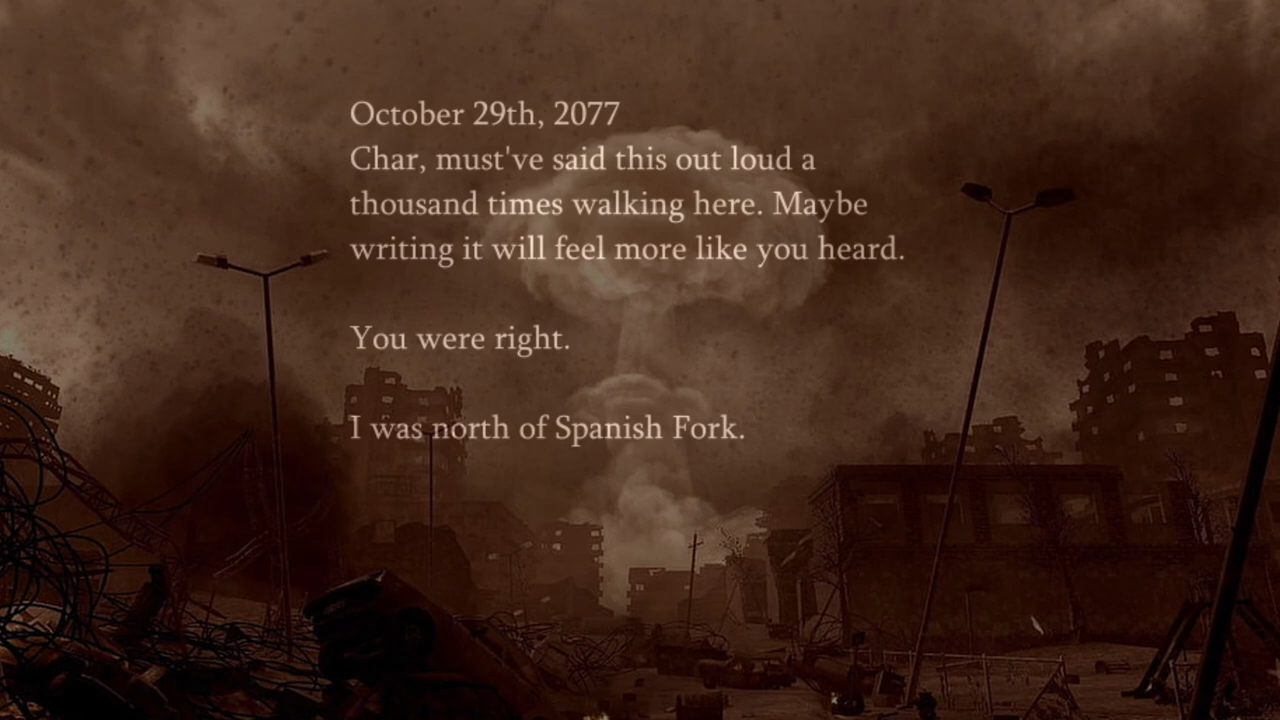 October 29th, 2077
Char, must've said this out loud a
thousand times walking here. Maybe
writing it will feel more like you heard.
You were right.
I was north of Spanish Fork.